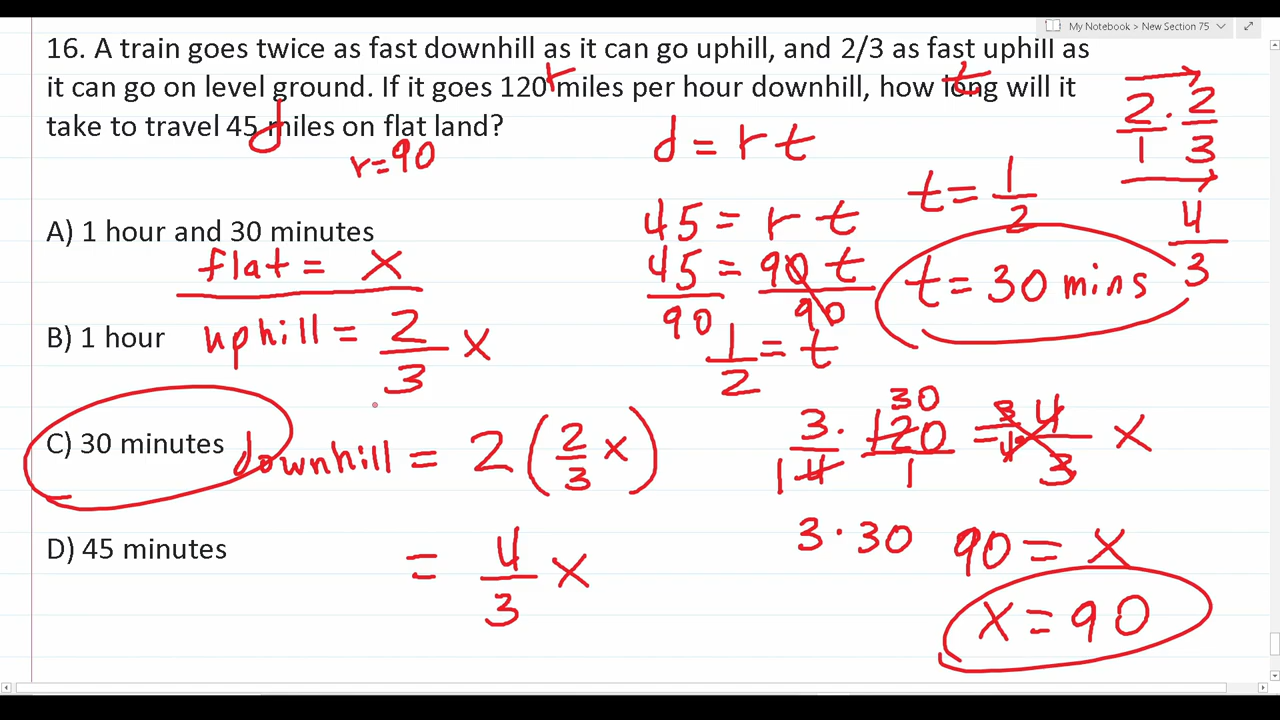 My Notebook > New Section 75
16. A train goes twice as fast downhill as it can go uphill, and 2/3 as fast uphill as
it can go on level ground. If it goes 120 miles per hour downhill, how long will it
take to travel 45 miles on flat land?
r
t
d
r=90
d = r t
2/1 · 2/3
4/3
A) 1 hour and 30 minutes
flat = x
45 = r t
t = 1/2
45/90 = 90 t/90
t = 30 mins
B) 1 hour
uphill = 2/3 x
1/2 = t
C) 30 minutes
downhill = 2 (2/3 x)
3/4 · 120/1 = 3/4 · 4/3 x
30
1
3 · 30
90 = x
D) 45 minutes
= 4/3 x
x = 90